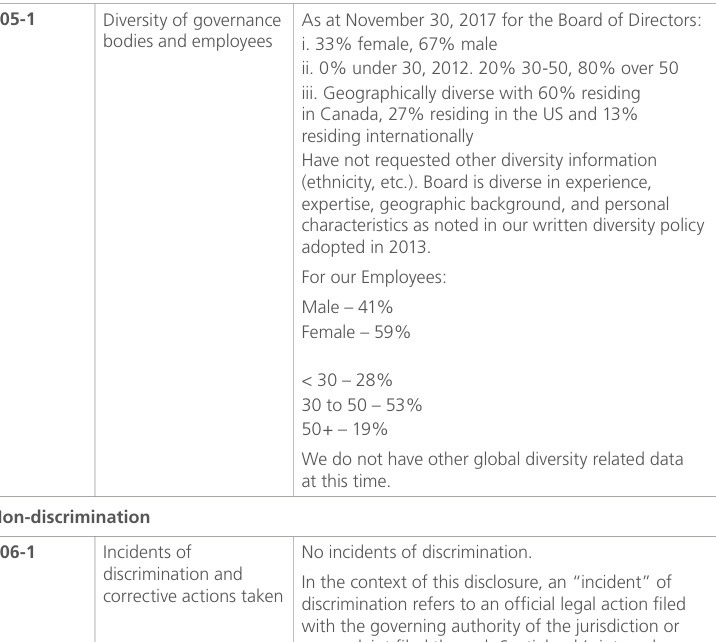 05-1
Diversity of governance
bodies and employees
As at November 30, 2017 for the Board of Directors:
i. 33% female, 67% male
ii. 0% under 30, 2012. 20% 30-50, 80% over 50
iii. Geographically diverse with 60% residing
in Canada, 27% residing in the US and 13%
residing internationally
Have not requested other diversity information
(ethnicity, etc.). Board is diverse in experience,
expertise, geographic background, and personal
characteristics as noted in our written diversity policy
adopted in 2013.
For our Employees:
Male – 41%
Female – 59%
< 30 – 28%
30 to 50 – 53%
50+ – 19%
We do not have other global diversity related data
at this time.
Non-discrimination
06-1
Incidents of
discrimination and
corrective actions taken
No incidents of discrimination.
In the context of this disclosure, an “incident” of
discrimination refers to an official legal action filed
with the governing authority of the jurisdiction or